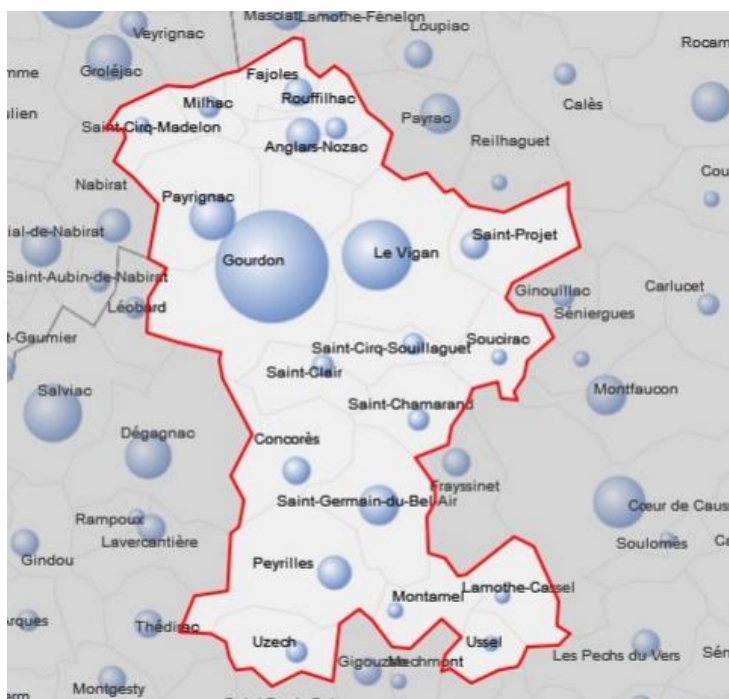 Masclat
Lamothe-Fénelon
Veyrignac
Loupiac
Rocam
Groléjac
mme
Fajoles
Calès
Milhac
Rouffilhac
ulien
Payrac
Saint-Cirq-Madelon
Anglars-Nozac
Reilhaguet
Cou
Nabirat
Payrignac
ial-de-Nabirat
Saint-Projet
Gourdon
Le Vigan
Saint-Aubin-de-Nabirat
Ginouillac
Carlucet
Léobard
Séniergues
t-Gaumier
Saint-Cirq-Souillaguet
Soucirac
Saint-Clair
Salviac
Montfaucon
Saint-Chamarand
Dégagnac
Concorès
Frayssinet
Saint-Germain-du-Bel-Air
Cœur de Caus
Rampoux
Lavercantière
Soulomès
Gindou
Peyrilles
Lamothe-Cassel
Montamel
Arques
Thédirac
Uzech
Ussel
Les Pechs du Vers
Gigouzac
Mechmont
Sén
Montgesty
erm